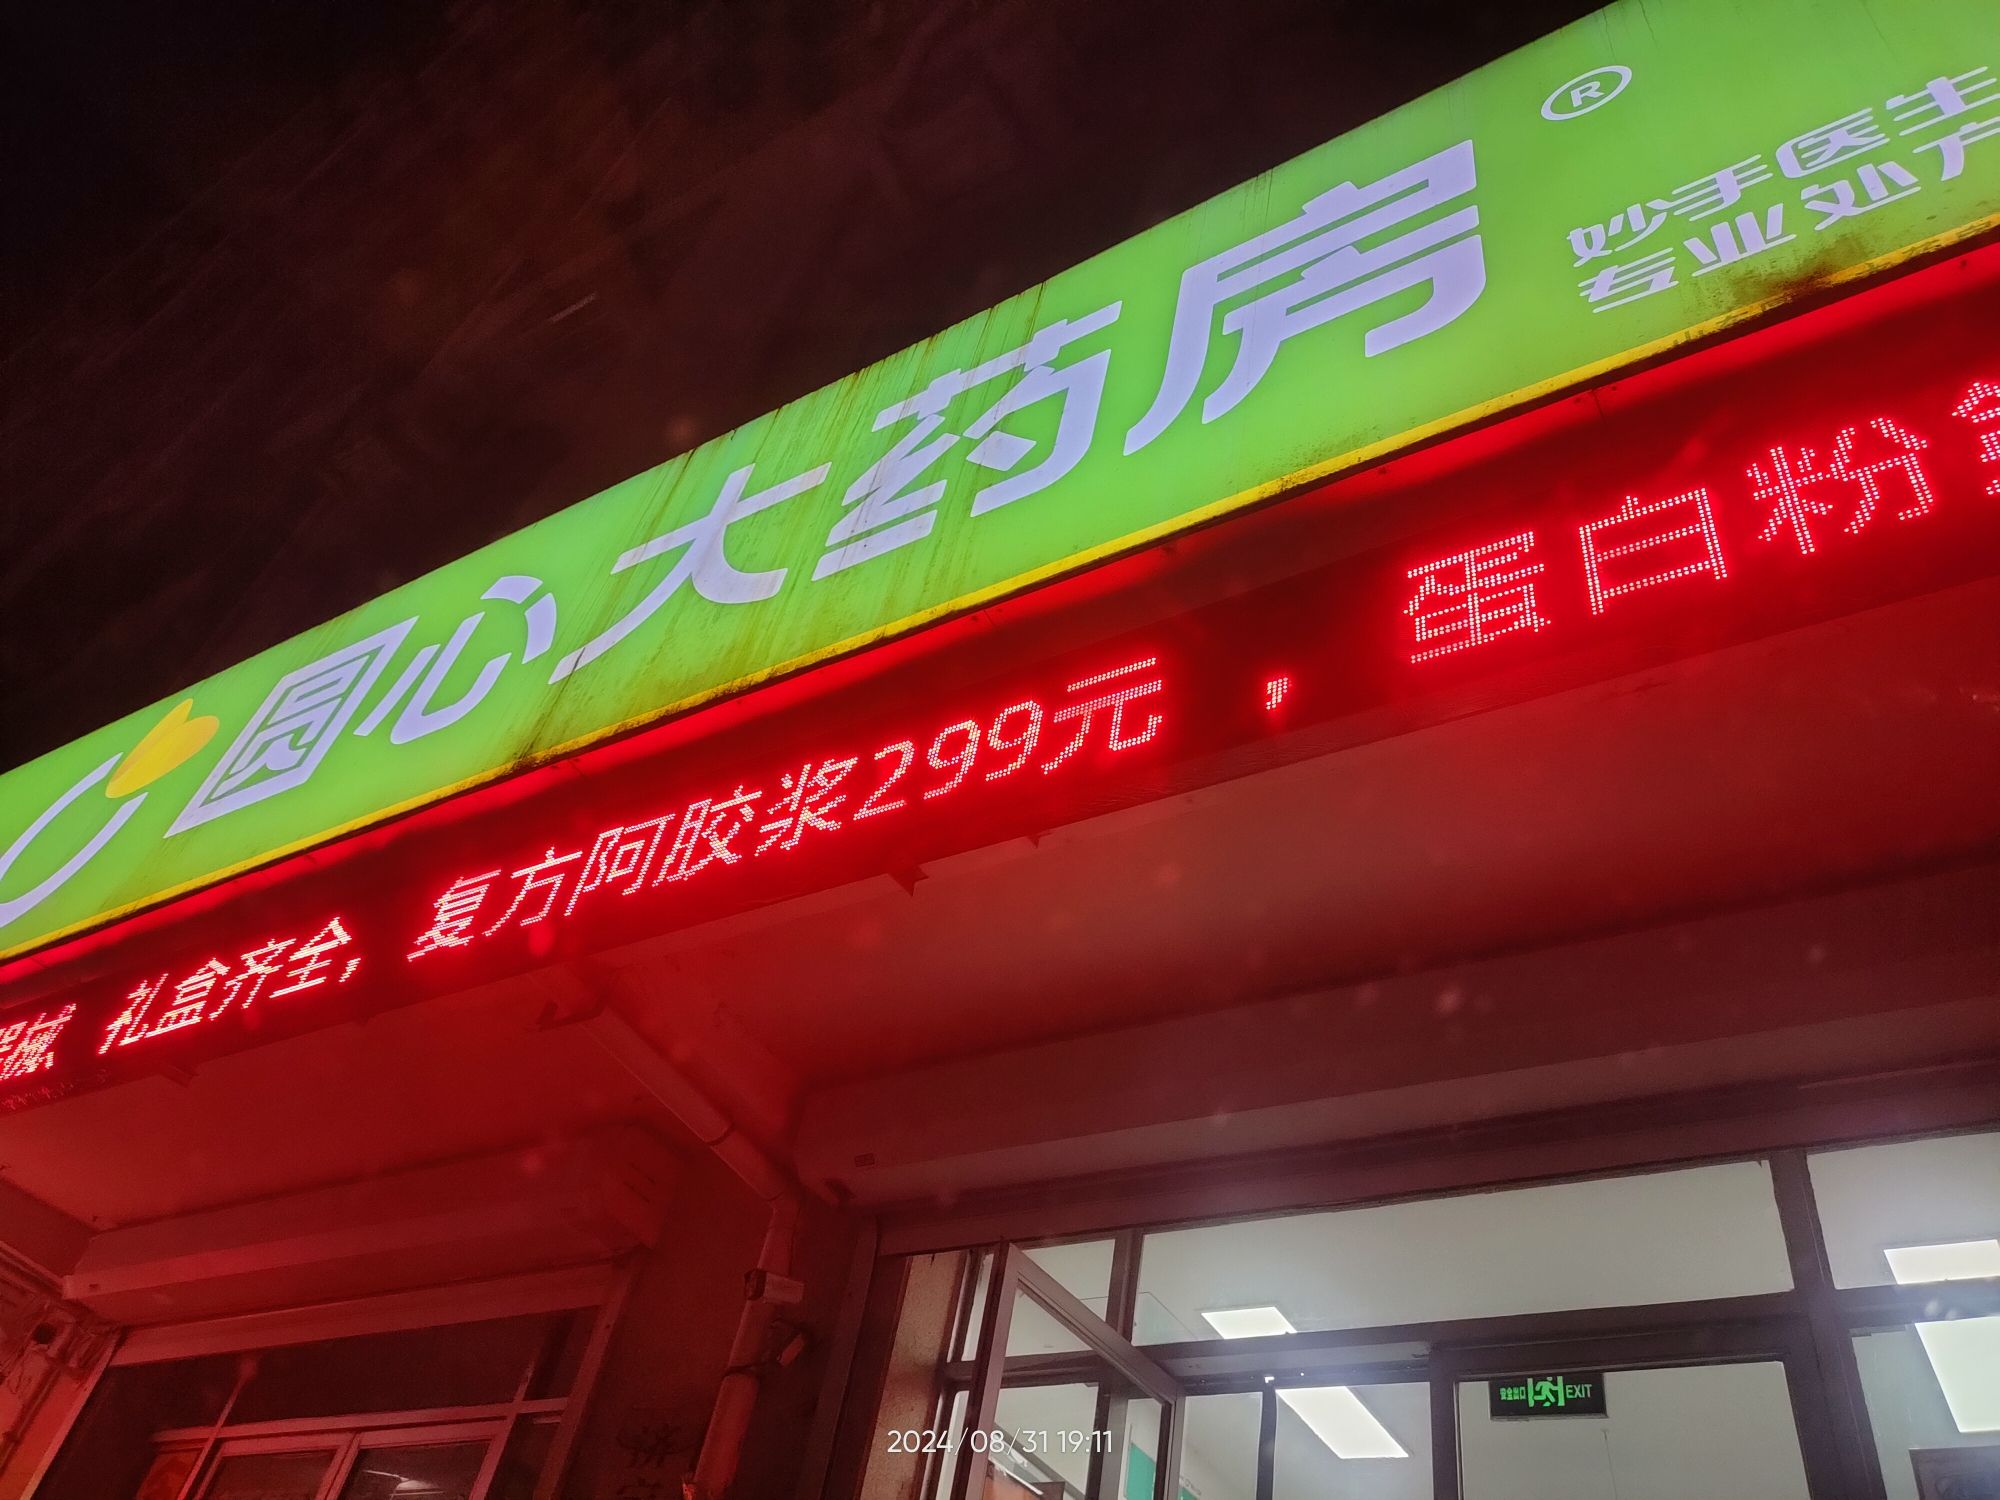 圆心大药房®
妙手医生
专业处
器械 礼盒齐全，复方阿胶浆299元，蛋白粉
安全出口 EXIT
2024/08/31 19:11